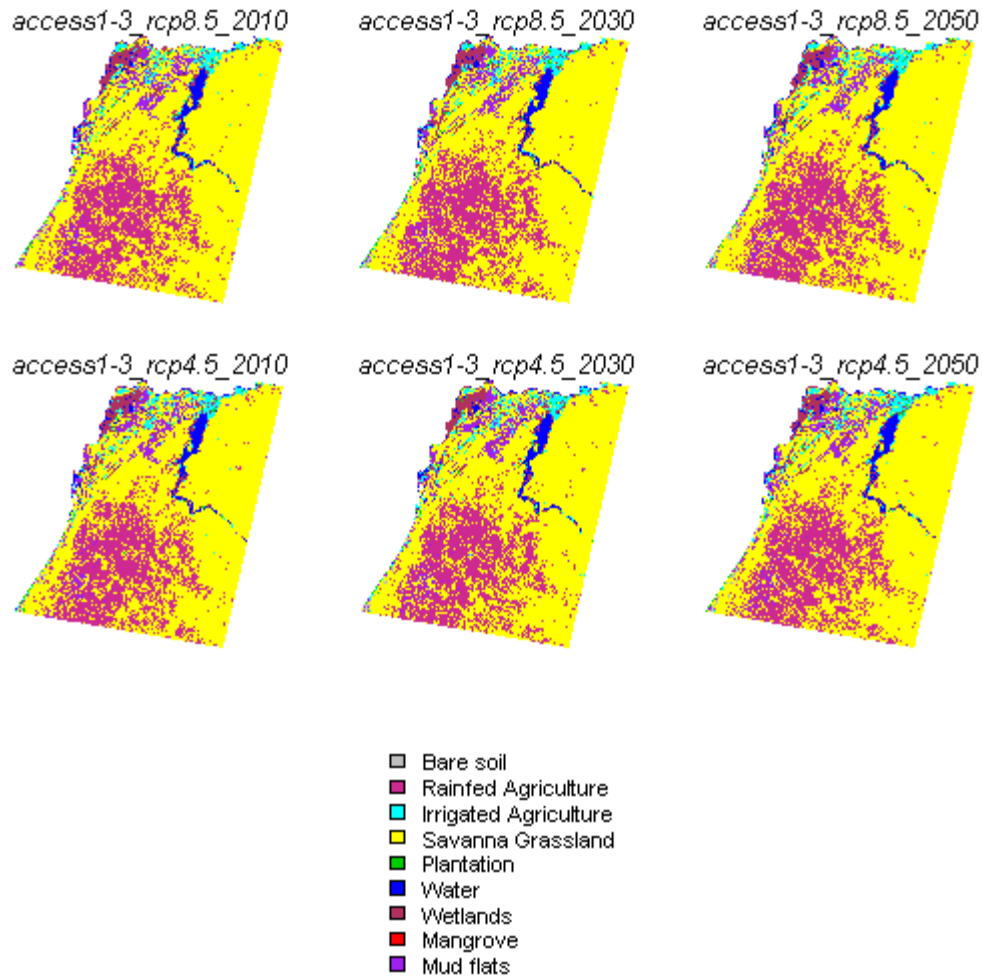 access1-3_rcp8.5_2010 access1-3_rcp8.5_2030 access1-3_rcp8.5_2050
access1-3_rcp4.5_2010 access1-3_rcp4.5_2030 access1-3_rcp4.5_2050
Bare soil
Rainfed Agriculture
Irrigated Agriculture
Savanna Grassland
Plantation
Water
Wetlands
Mangrove
Mud flats